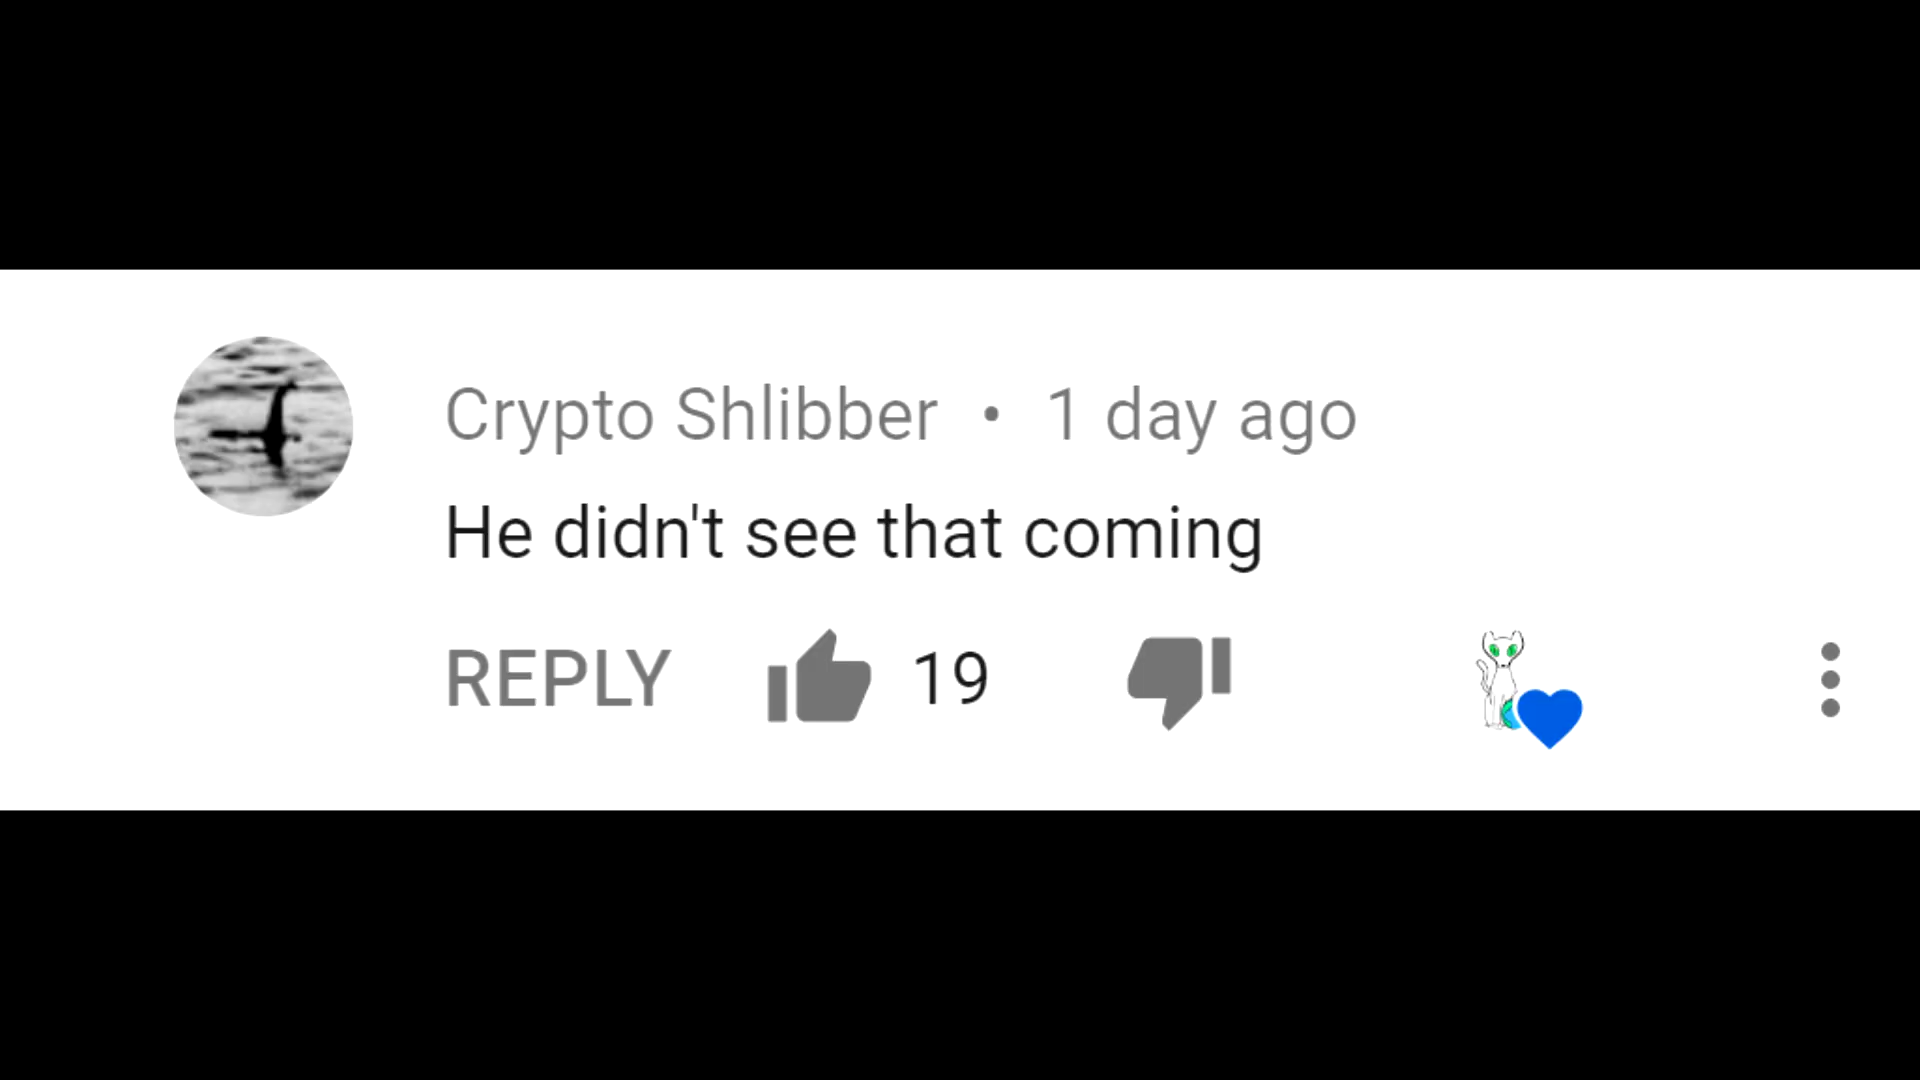 Crypto Shlibber • 1 day ago
He didn't see that coming
REPLY 19